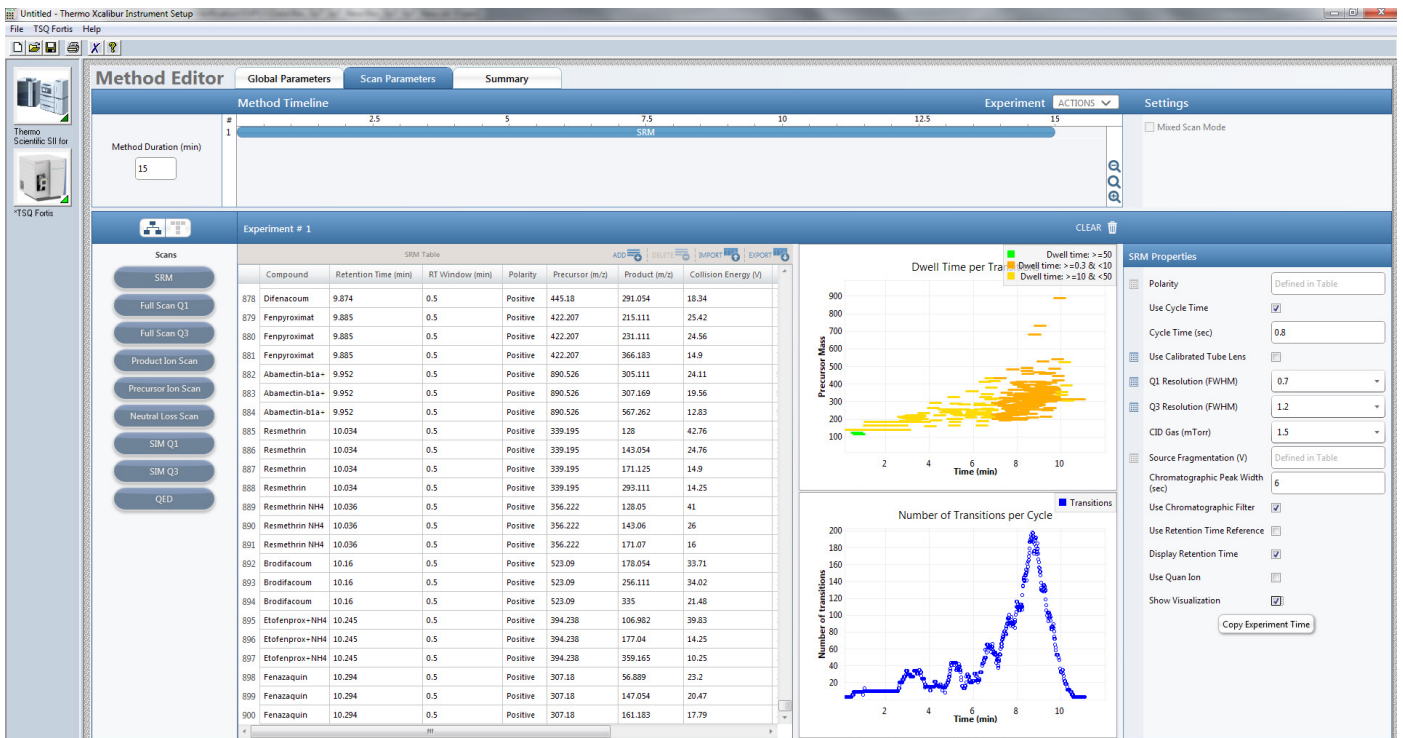 Untitled - Thermo Xcalibur Instrument Setup
File TSQ Fortis Help
Thermo
Scientific SII for
*TSQ Fortis
Method Editor
Global Parameters Scan Parameters Summary
Method Timeline Experiment ACTIONS Settings
Method Duration (min)
15
# 2.5 5 7.5 10 12.5 15
1 SRM
Mixed Scan Mode
Experiment # 1 CLEAR
Scans
SRM
Full Scan Q1
Full Scan Q3
Product Ion Scan
Precursor Ion Scan
Neutral Loss Scan
SIM Q1
SIM Q3
QED
SRM Table ADD DELETE IMPORT EXPORT
Compound Retention Time (min) RT Window (min) Polarity Precursor (m/z) Product (m/z) Collision Energy (V)
878 Difenacoum 9.874 0.5 Positive 445.18 291.054 18.34
879 Fenpyroximat 9.885 0.5 Positive 422.207 215.111 25.42
880 Fenpyroximat 9.885 0.5 Positive 422.207 231.111 24.56
881 Fenpyroximat 9.885 0.5 Positive 422.207 366.183 14.9
882 Abamectin-b1a+ 9.952 0.5 Positive 890.526 305.111 24.11
883 Abamectin-b1a+ 9.952 0.5 Positive 890.526 307.169 19.56
884 Abamectin-b1a+ 9.952 0.5 Positive 890.526 567.262 12.83
885 Resmethrin 10.034 0.5 Positive 339.195 128 42.76
886 Resmethrin 10.034 0.5 Positive 339.195 143.054 24.76
887 Resmethrin 10.034 0.5 Positive 339.195 171.125 14.9
888 Resmethrin 10.034 0.5 Positive 339.195 293.111 14.25
889 Resmethrin NH4 10.036 0.5 Positive 356.222 128.05 41
890 Resmethrin NH4 10.036 0.5 Positive 356.222 143.06 26
891 Resmethrin NH4 10.036 0.5 Positive 356.222 171.07 16
892 Brodifacoum 10.16 0.5 Positive 523.09 178.054 33.71
893 Brodifacoum 10.16 0.5 Positive 523.09 256.111 34.02
894 Brodifacoum 10.16 0.5 Positive 523.09 335 21.48
895 Etofenprox+NH4 10.245 0.5 Positive 394.238 106.982 39.83
896 Etofenprox+NH4 10.245 0.5 Positive 394.238 177.04 14.25
897 Etofenprox+NH4 10.245 0.5 Positive 394.238 359.165 10.25
898 Fenazaquin 10.294 0.5 Positive 307.18 56.889 23.2
899 Fenazaquin 10.294 0.5 Positive 307.18 147.054 20.47
900 Fenazaquin 10.294 0.5 Positive 307.18 161.183 17.79
Dwell Time per Tra
Dwell time: >=50
Dwell time: >=0.3 & <10
Dwell time: >=10 & <50
Precursor Mass
900
800
700
600
500
400
300
200
100
2 4 6 8 10
Time (min)
Transitions
Number of Transitions per Cycle
Number of transitions
200
180
160
140
120
100
80
60
40
20
2 4 6 8 10
Time (min)
SRM Properties
Polarity Defined in Table
Use Cycle Time
Cycle Time (sec) 0.8
Use Calibrated Tube Lens
Q1 Resolution (FWHM) 0.7
Q3 Resolution (FWHM) 1.2
CID Gas (mTorr) 1.5
Source Fragmentation (V) Defined in Table
Chromatographic Peak Width
(sec) 6
Use Chromatographic Filter
Use Retention Time Reference
Display Retention Time
Use Quan Ion
Show Visualization
Copy Experiment Time